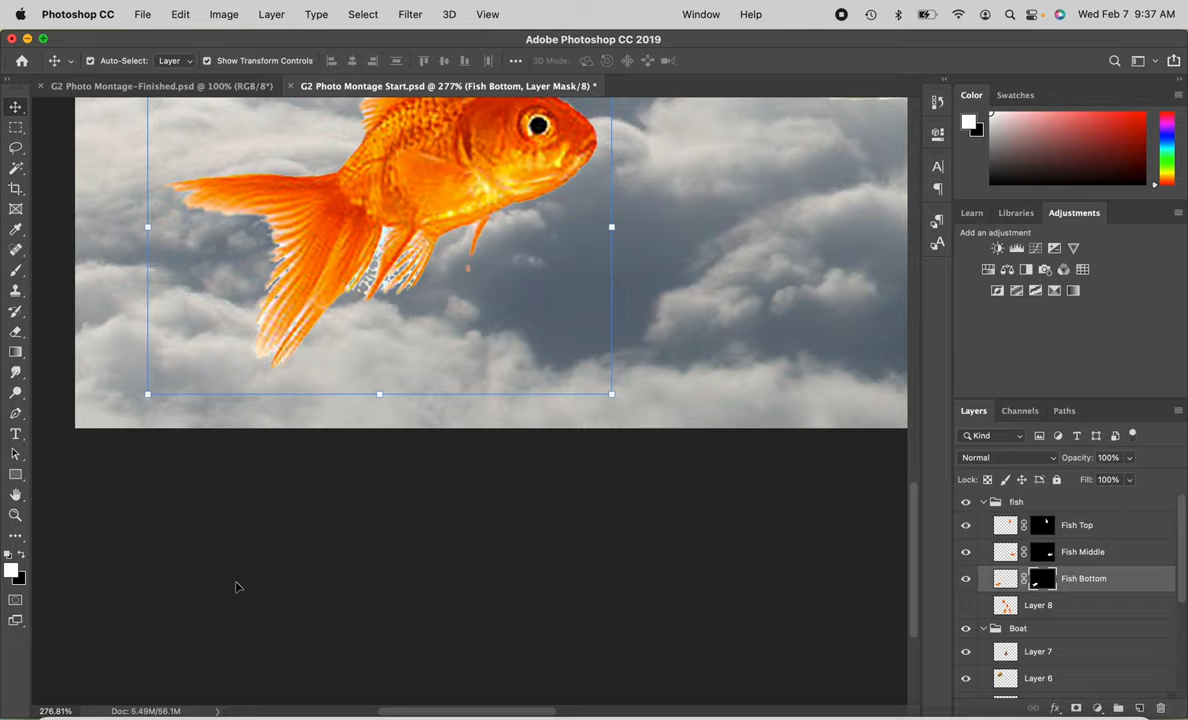 Photoshop CC File Edit Image Layer Type Select Filter 3D View Window Help Wed Feb 7 9:37 AM
Adobe Photoshop CC 2019
Auto-Select: Layer Show Transform Controls 3D Mode:
G2 Photo Montage-Finished.psd @ 100% (RGB/8*) G2 Photo Montage Start.psd @ 277% (Fish Bottom, Layer Mask/8) *
Color Swatches
Learn Libraries Adjustments
Add an adjustment
Layers Channels Paths
Kind
Normal Opacity: 100%
Lock: Fill: 100%
fish
Fish Top
Fish Middle
Fish Bottom
Layer 8
Boat
Layer 7
Layer 6
276.81% Doc: 5.49M/56.1M